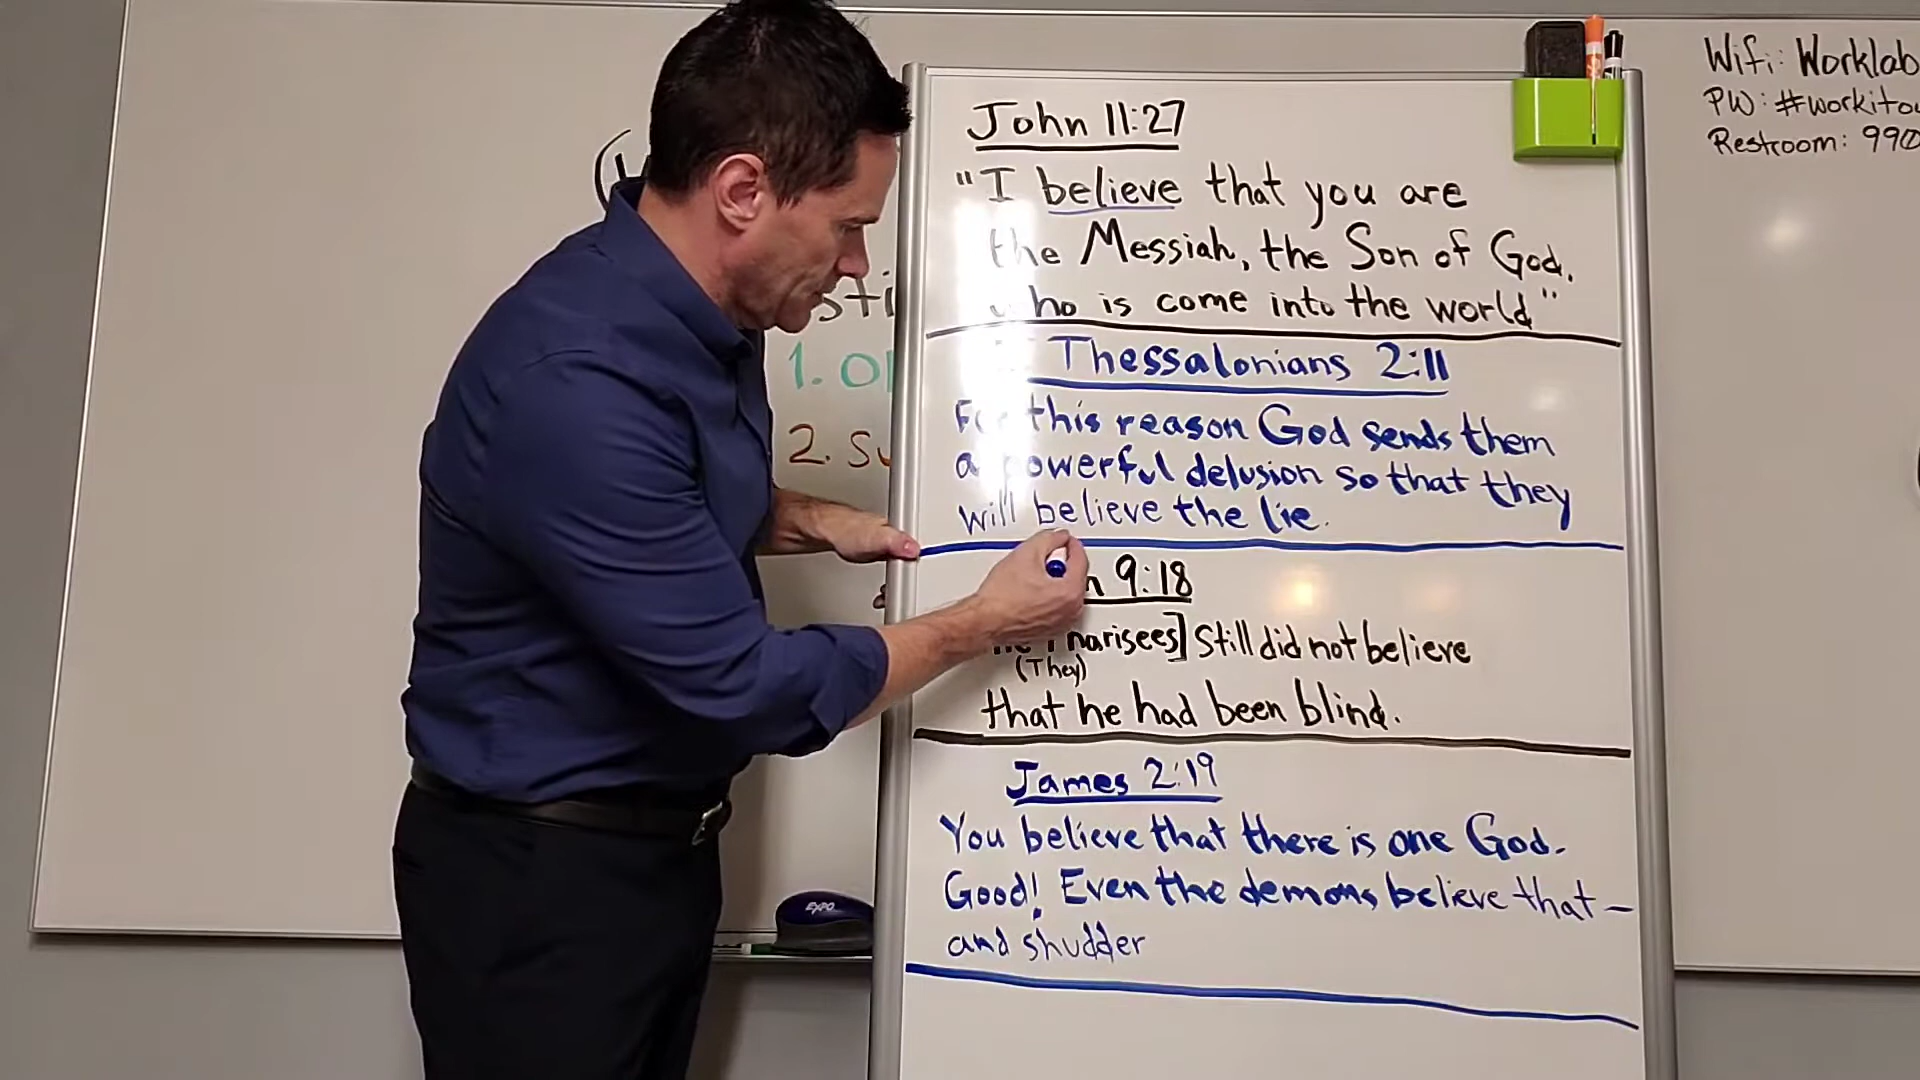 John 11:27
"I believe that you are
the Messiah, the Son of God,
who is come into the world"
Thessalonians 2:11
For this reason God sends them
a powerful delusion so that they
will believe the lie.
9:18
Pharisees] Still did not believe
(They)
that he had been blind.
James 2:19
You believe that there is one God.
Good! Even the demons believe that –
and shudder
Wifi: Worklab
PW: #workitou
Restroom: 990
1.
2. Su
EXPO